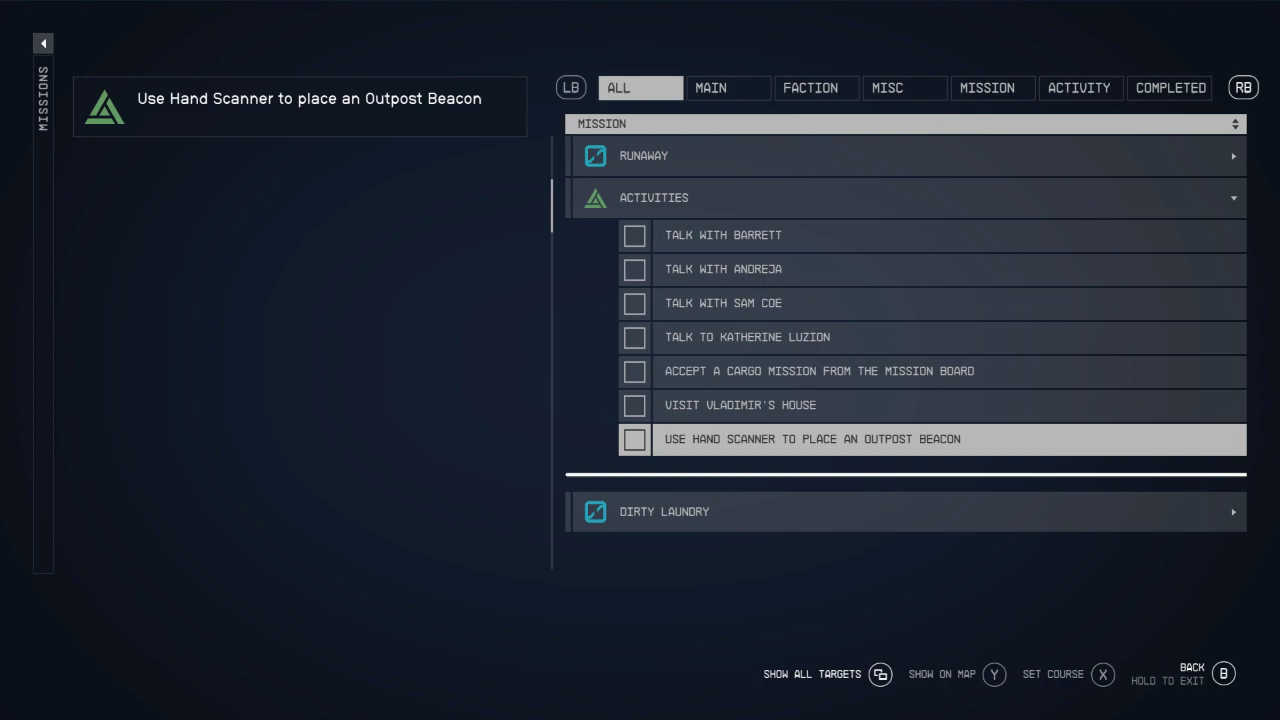 MISSIONS
Use Hand Scanner to place an Outpost Beacon
LB ALL MAIN FACTION MISC MISSION ACTIVITY COMPLETED RB
MISSION
RUNAWAY
ACTIVITIES
TALK WITH BARRETT
TALK WITH ANDREJA
TALK WITH SAM COE
TALK TO KATHERINE LUZION
ACCEPT A CARGO MISSION FROM THE MISSION BOARD
VISIT VLADIMIR'S HOUSE
USE HAND SCANNER TO PLACE AN OUTPOST BEACON
DIRTY LAUNDRY
SHOW ALL TARGETS SHOW ON MAP Y SET COURSE X BACK B
HOLD TO EXIT